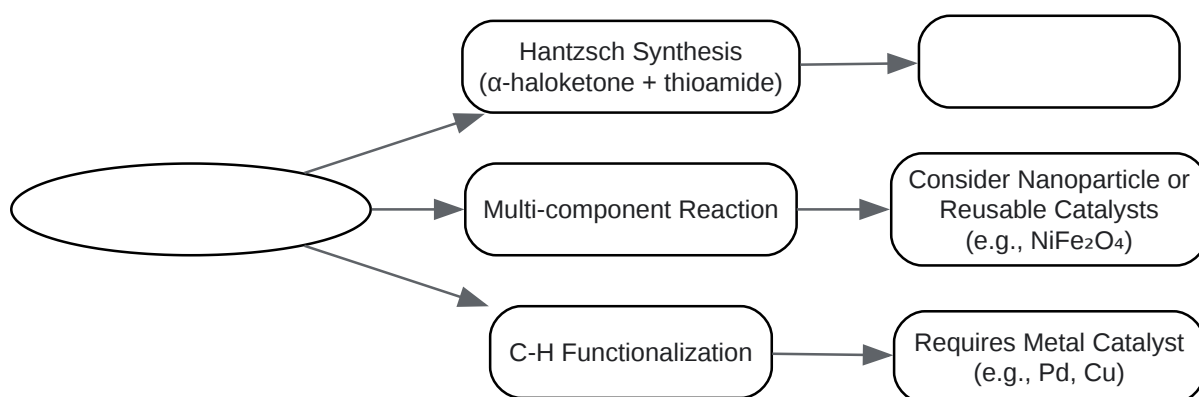 Hantzsch Synthesis
(α-haloketone + thioamide)
Multi-component Reaction
Consider Nanoparticle or
Reusable Catalysts
(e.g., NiFe₂O₄)
C-H Functionalization
Requires Metal Catalyst
(e.g., Pd, Cu)